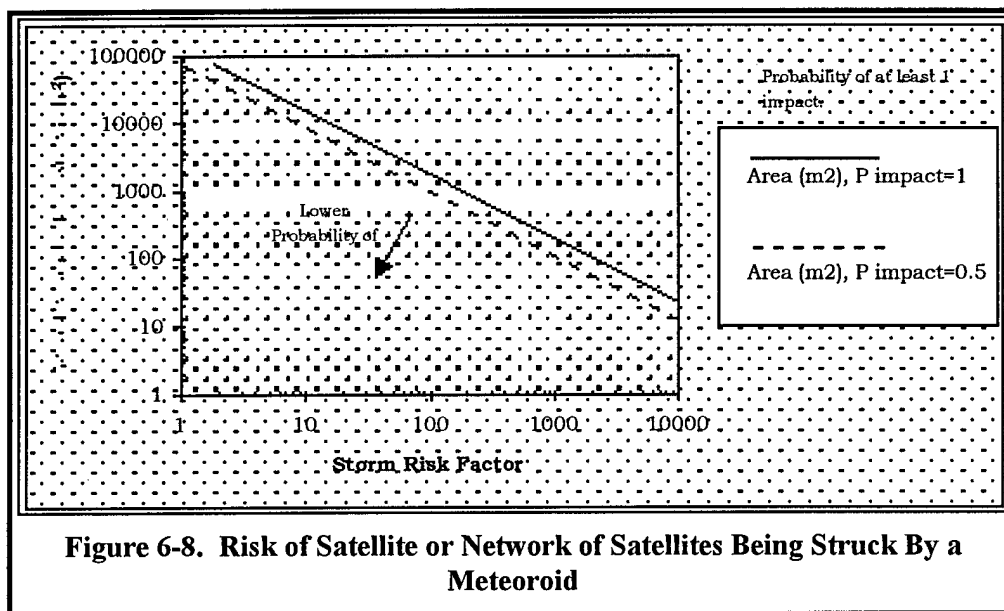 100000
10000
1000
100
10
1
1
10
100
1000
10000
Storm Risk Factor
Lower
Probability of
Probability of at least 1
impact
Area (m2), P impact=1
Area (m2), P impact=0.5
Figure 6-8. Risk of Satellite or Network of Satellites Being Struck By a
Meteoroid